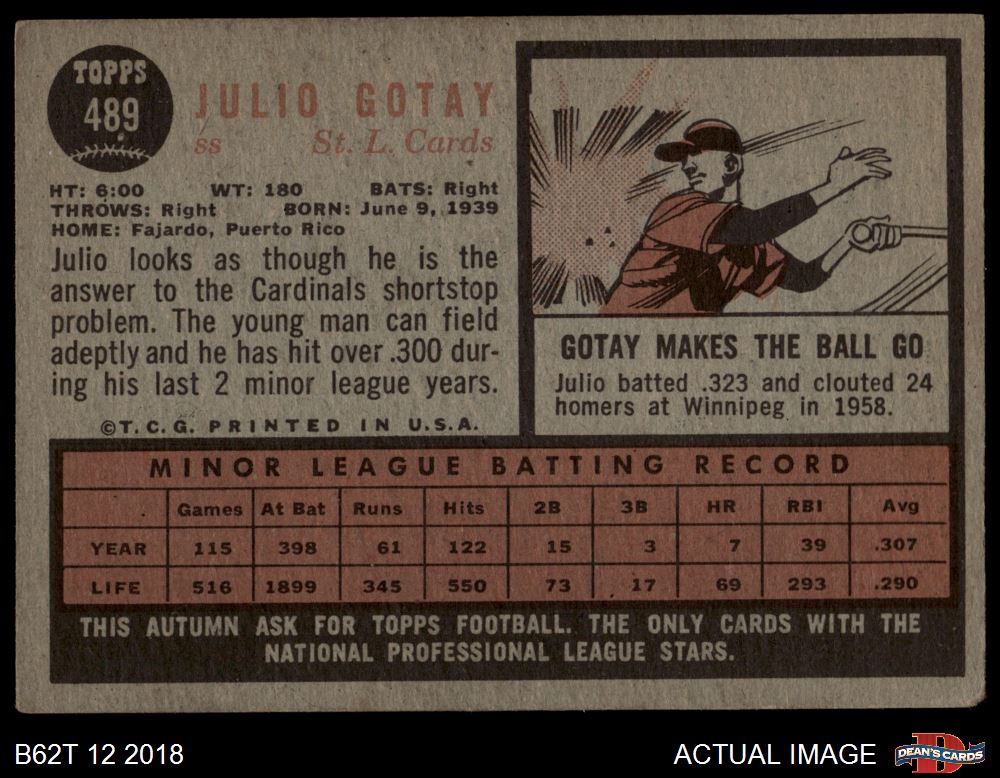 TOPPS
489
JULIO GOTAY
ss St. L. Cards
HT: 6:00 WT: 180 BATS: Right
THROWS: Right BORN: June 9, 1939
HOME: Fajardo, Puerto Rico
Julio looks as though he is the
answer to the Cardinals shortstop
problem. The young man can field
adeptly and he has hit over .300 dur-
ing his last 2 minor league years.
©T. C. G. PRINTED IN U.S.A.
GOTAY MAKES THE BALL GO
Julio batted .323 and clouted 24
homers at Winnipeg in 1958.
MINOR LEAGUE BATTING RECORD
Games At Bat Runs Hits 2B 3B HR RBI Avg
YEAR 115 398 61 122 15 3 7 39 .307
LIFE 516 1899 345 550 73 17 69 293 .290
THIS AUTUMN ASK FOR TOPPS FOOTBALL. THE ONLY CARDS WITH THE
NATIONAL PROFESSIONAL LEAGUE STARS.
B62T 12 2018 ACTUAL IMAGE DEAN'S CARDS